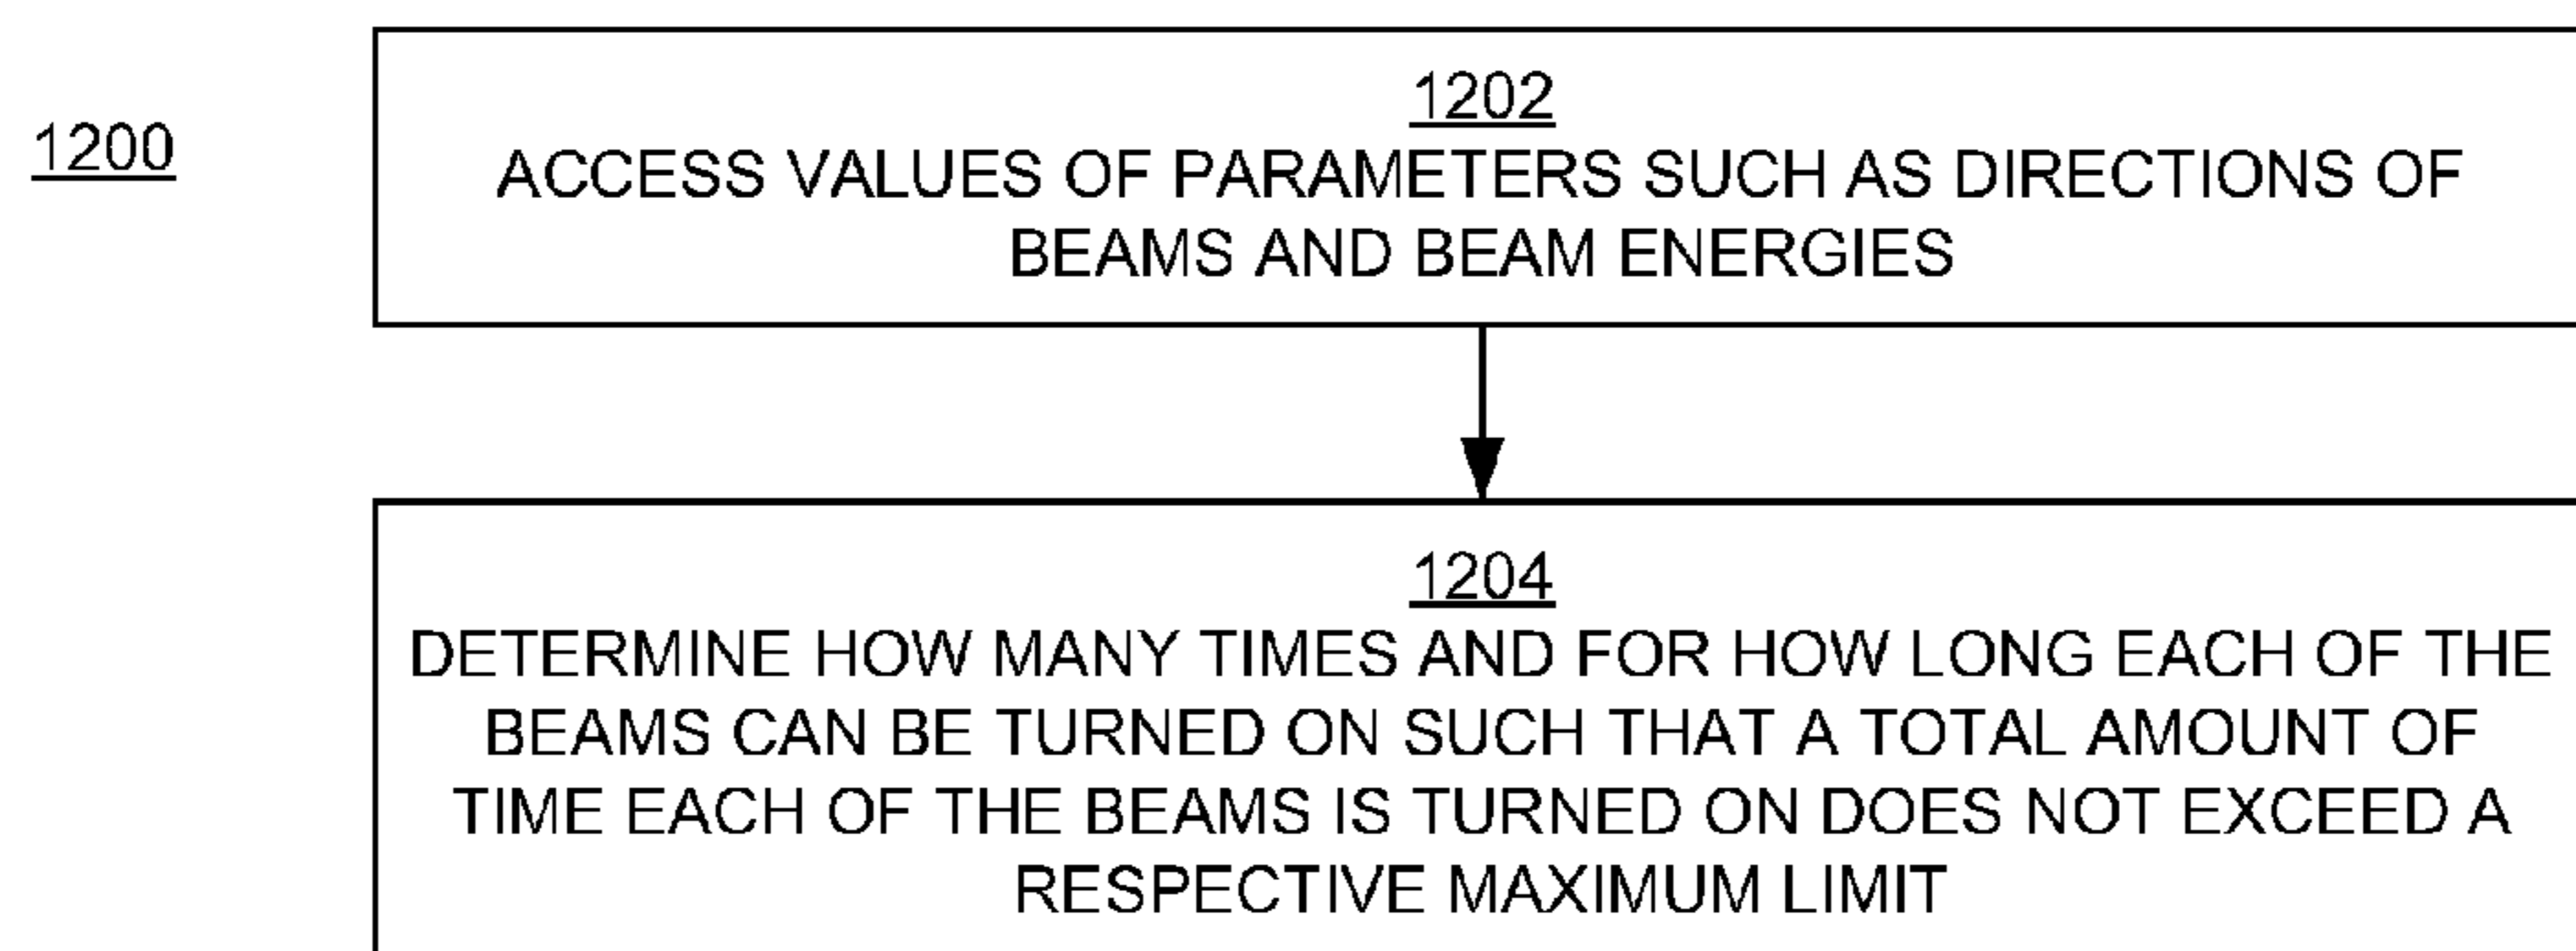 1200
1202
ACCESS VALUES OF PARAMETERS SUCH AS DIRECTIONS OF
BEAMS AND BEAM ENERGIES
1204
DETERMINE HOW MANY TIMES AND FOR HOW LONG EACH OF THE
BEAMS CAN BE TURNED ON SUCH THAT A TOTAL AMOUNT OF
TIME EACH OF THE BEAMS IS TURNED ON DOES NOT EXCEED A
RESPECTIVE MAXIMUM LIMIT